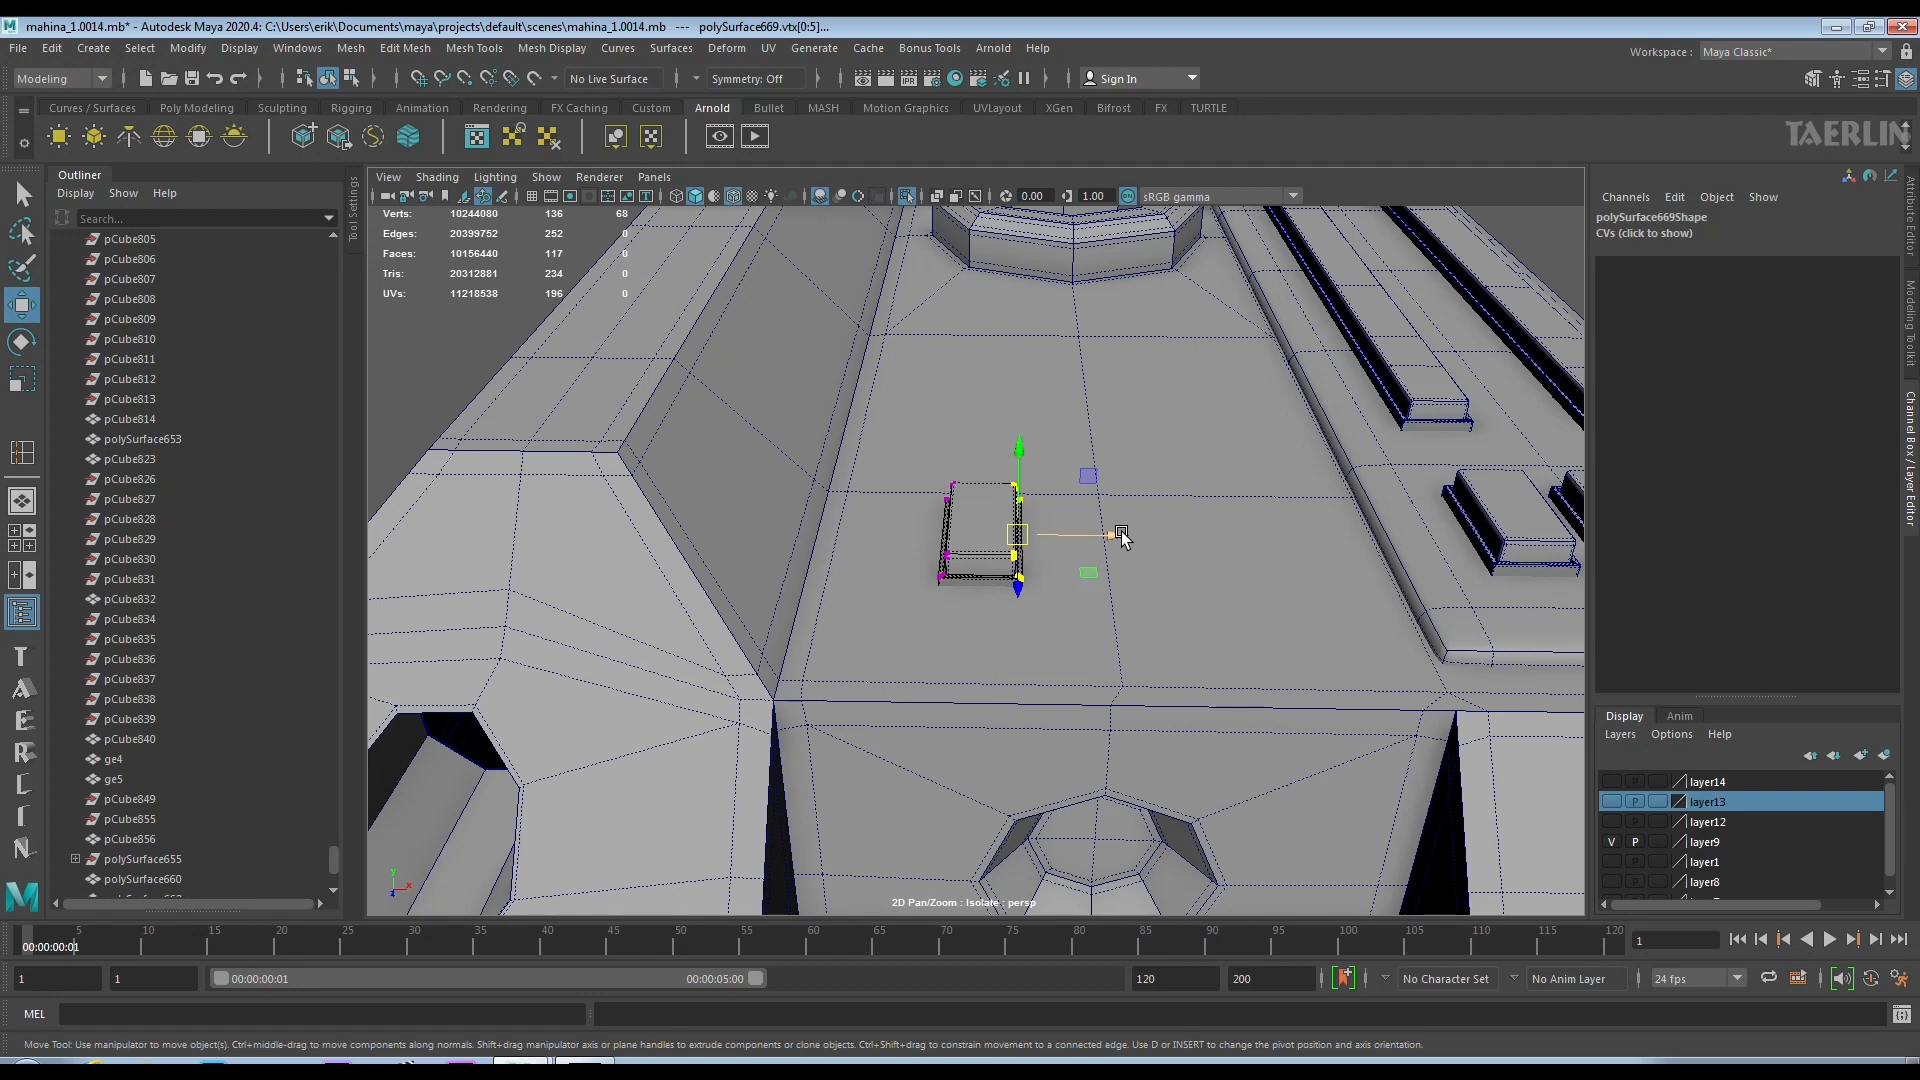 mahina_1.0014.mb* - Autodesk Maya 2020.4: C:\Users\erik\Documents\maya\projects\default\scenes\mahina_1.0014.mb --- polySurface669.vtx[0:5]...
File Edit Create Select Modify Display Windows Mesh Edit Mesh Mesh Tools Mesh Display Curves Surfaces Deform UV Generate Cache Bonus Tools Arnold Help
Workspace : Maya Classic*
Modeling No Live Surface Symmetry: Off Sign In
Curves / Surfaces Poly Modeling Sculpting Rigging Animation Rendering FX Caching Custom Arnold Bullet MASH Motion Graphics UVLayout XGen Bifrost FX TURTLE
TAERLIN
Outliner
Display Show Help
Search...
pCube805
pCube806
pCube807
pCube808
pCube809
pCube810
pCube811
pCube812
pCube813
pCube814
polySurface653
pCube823
pCube826
pCube827
pCube828
pCube829
pCube830
pCube831
pCube832
pCube834
pCube835
pCube836
pCube837
pCube838
pCube839
pCube840
ge4
ge5
pCube849
pCube855
pCube856
polySurface655
polySurface660
Tool Settings
View Shading Lighting Show Renderer Panels
0.00 1.00 ON sRGB gamma
Verts: 10244080 136 68
Edges: 20399752 252 0
Faces: 10156440 117 0
Tris: 20312881 234 0
UVs: 11218538 196 0
2D Pan/Zoom : Isolate : persp
y
x
z
Channels Edit Object Show
polySurface669Shape
CVs (click to show)
Attribute Editor
Modeling Toolkit
Channel Box / Layer Editor
Display Anim
Layers Options Help
layer14
P layer13
layer12
V P layer9
layer1
layer8
5 10 15 20 25 30 35 40 45 50 55 60 65 70 75 80 85 90 95 100 105 110 115 120
00:00:00:01
1
1 1 00:00:00:01 00:00:05:00 120 200 No Character Set No Anim Layer 24 fps
MEL
Move Tool: Use manipulator to move object(s). Ctrl+middle-drag to move components along normals. Shift+drag manipulator axis or plane handles to extrude components or clone objects. Ctrl+Shift+drag to constrain movement to a connected edge. Use D or INSERT to change the pivot position and axis orientation.